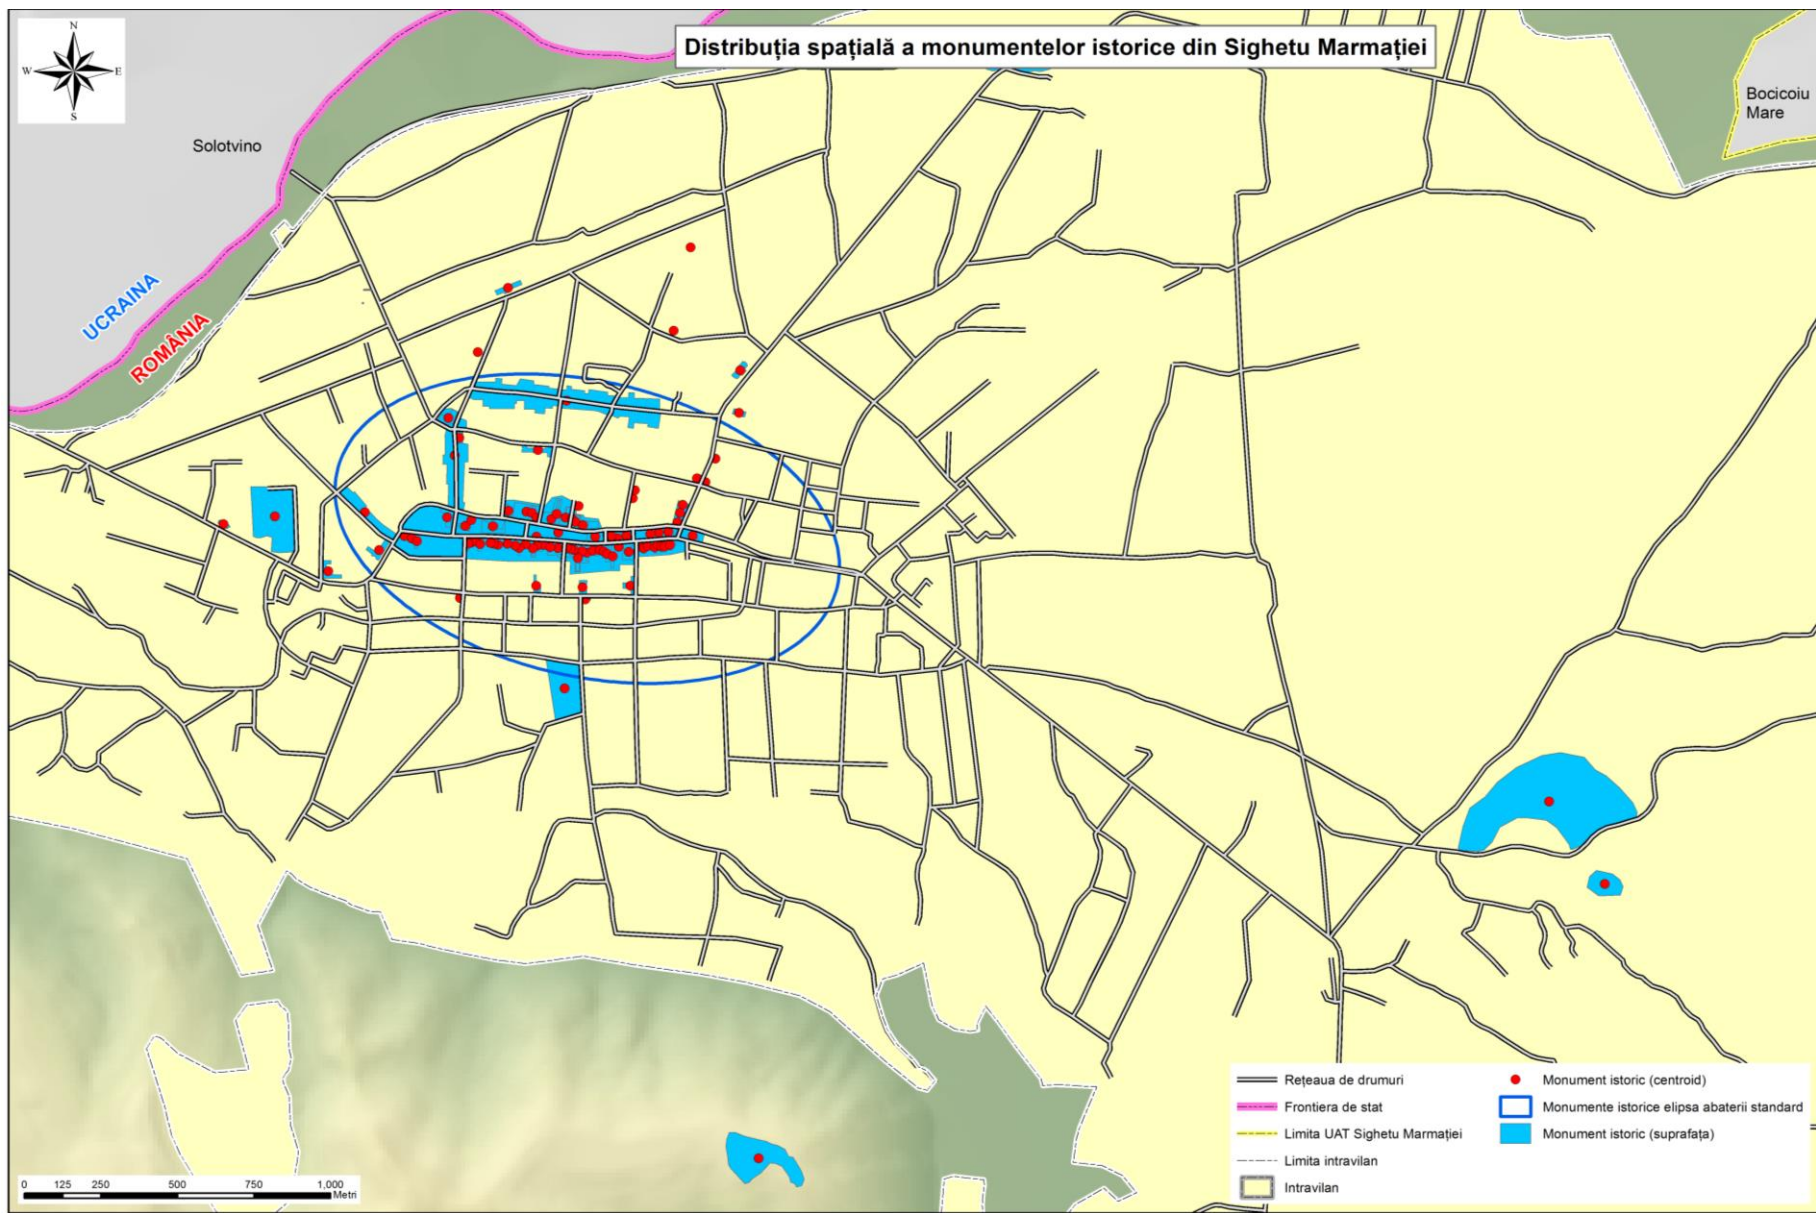 Distribuția spațială a monumentelor istorice din Sighetu Marmației
N
W E
S
Bocicoiu
Mare
Solotvino
UCRAINA
ROMÂNIA
Rețeaua de drumuri
Frontiera de stat
Limita UAT Sighetu Marmației
Limita intravilan
Intravilan
Monument istoric (centroid)
Monumente istorice elipsa abaterii standard
Monument istoric (suprafața)
0 125 250 500 750 1,000
Metri